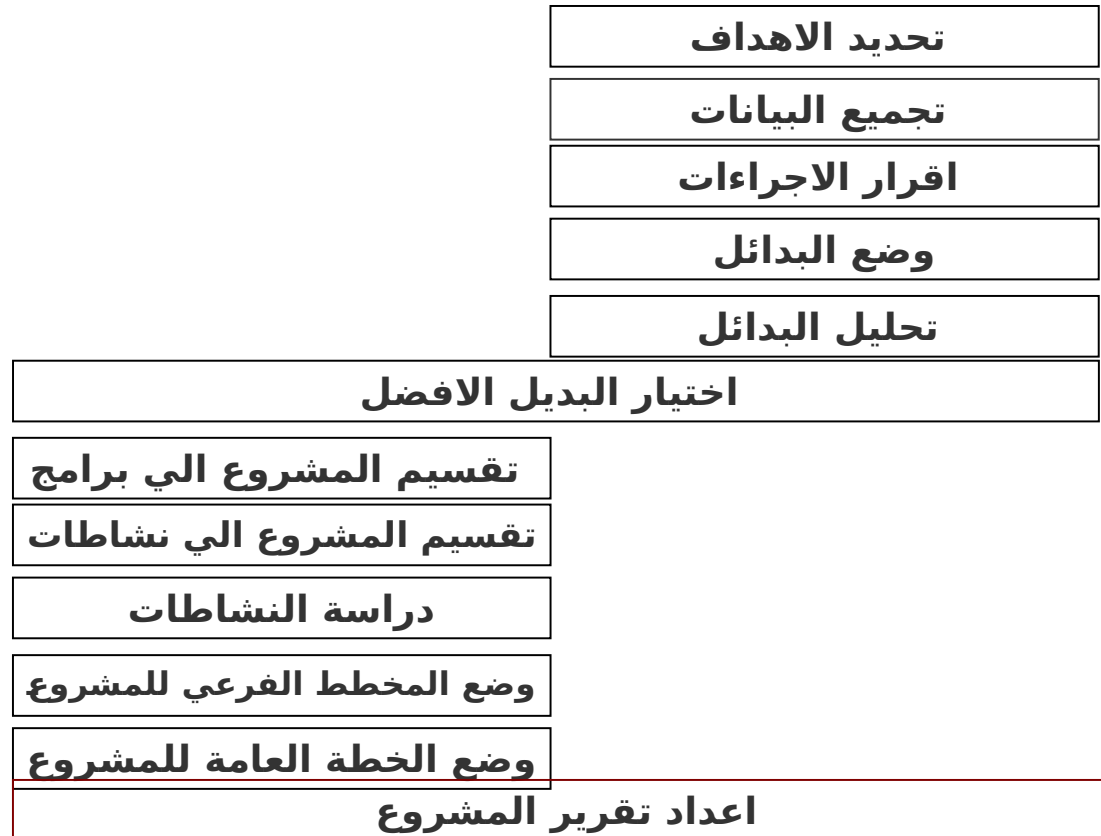 تحديد الاهداف
تجميع البيانات
اقرار الاجراءات
وضع البدائل
تحليل البدائل
اختيار البديل الافضل
تقسيم المشروع الي برامج
تقسيم المشروع الي نشاطات
دراسة النشاطات
وضع المخطط الفرعي للمشروع
وضع الخطة العامة للمشروع
اعداد تقرير المشروع